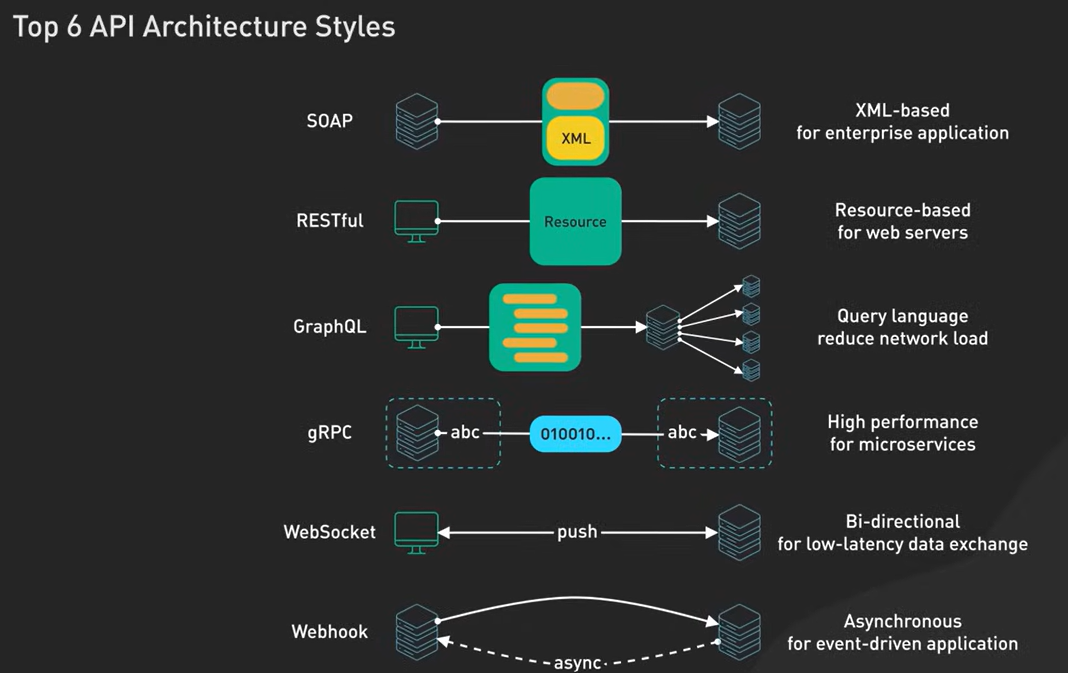 Top 6 API Architecture Styles
SOAP
XML
XML-based
for enterprise application
RESTful
Resource
Resource-based
for web servers
GraphQL
Query language
reduce network load
gRPC
abc
010010...
abc
High performance
for microservices
WebSocket
push
Bi-directional
for low-latency data exchange
Webhook
async
Asynchronous
for event-driven application